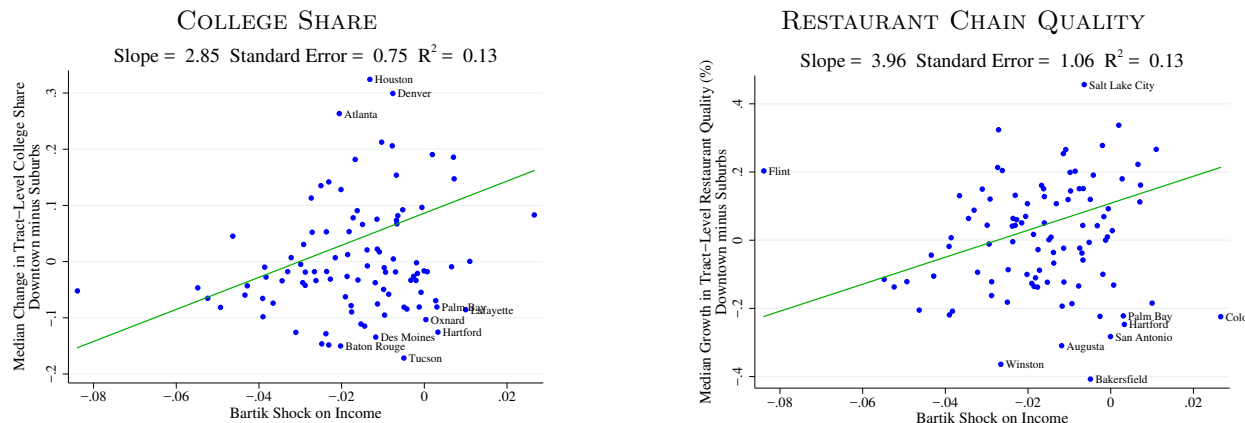 COLLEGE SHARE
Slope = 2.85 Standard Error = 0.75 R² = 0.13
Median Change in Tract−Level College Share
Downtown minus Suburbs
.3
.2
.1
0
−.1
−.2
Houston
Denver
Atlanta
Palm Bay
Lafayette
Oxnard
Hartford
Des Moines
Baton Rouge
Tucson
−.08 −.06 −.04 −.02 0 .02
Bartik Shock on Income
RESTAURANT CHAIN QUALITY
Slope = 3.96 Standard Error = 1.06 R² = 0.13
Median Growth in Tract−Level Restaurant Quality (%)
Downtown minus Suburbs
.4
.2
0
−.2
−.4
Salt Lake City
Flint
Palm Bay
Colo
Hartford
San Antonio
Augusta
Winston
Bakersfield
−.08 −.06 −.04 −.02 0 .02
Bartik Shock on Income